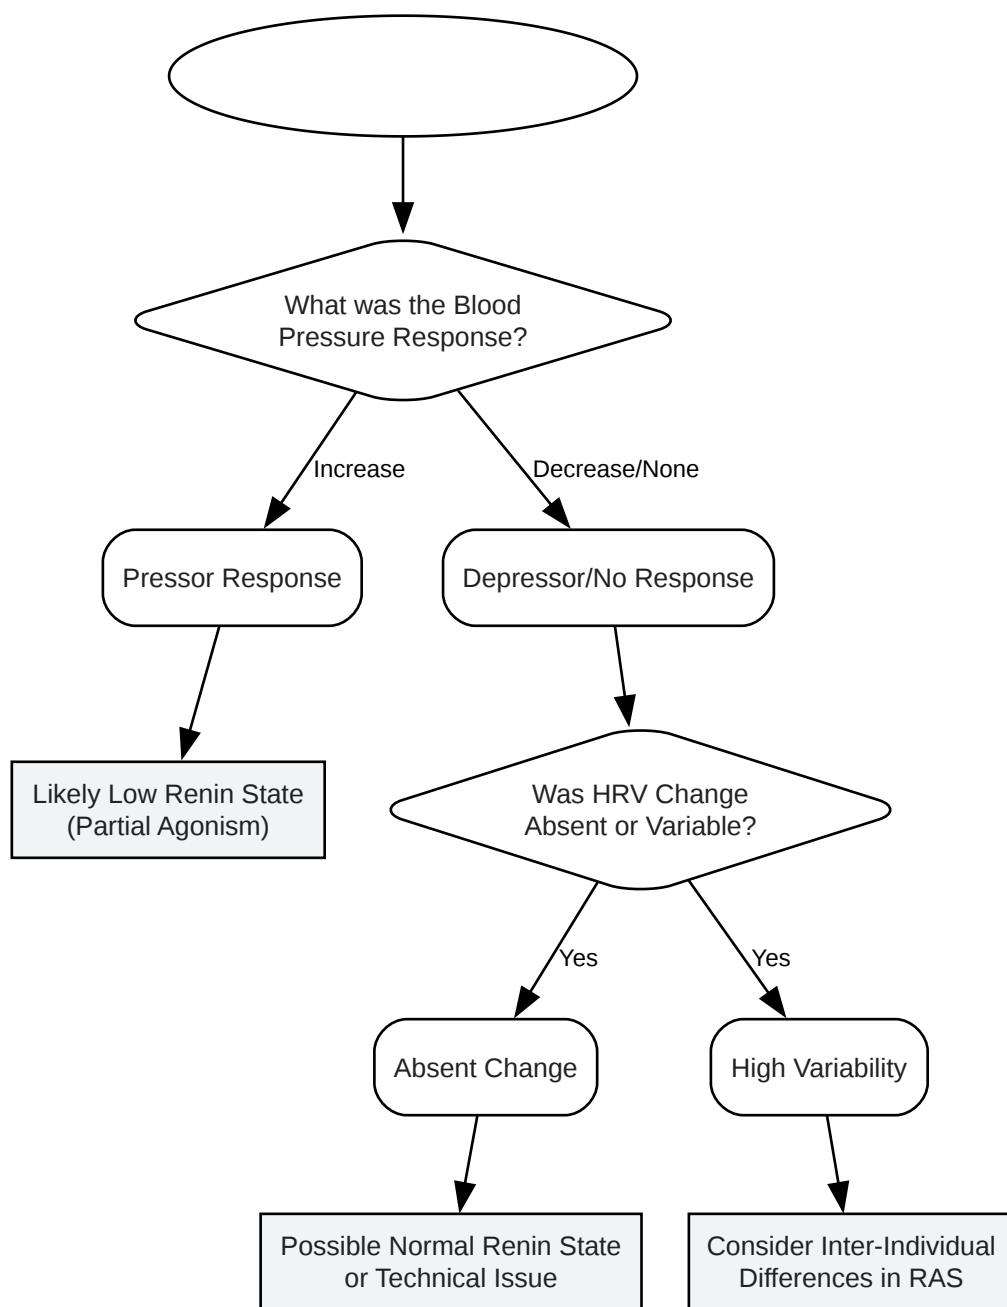 What was the Blood
Pressure Response?
Increase
Decrease/None
Pressor Response
Depressor/No Response
Likely Low Renin State
(Partial Agonism)
Was HRV Change
Absent or Variable?
Yes
Yes
Absent Change
High Variability
Possible Normal Renin State
or Technical Issue
Consider Inter-Individual
Differences in RAS